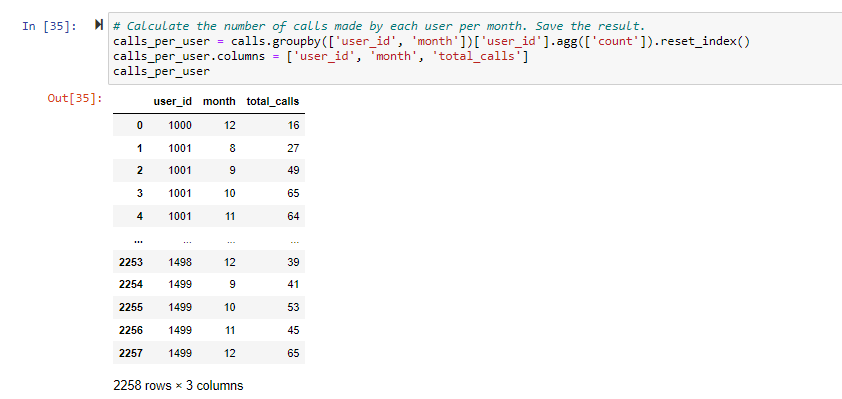 In [35]: # Calculate the number of calls made by each user per month. Save the result.
calls_per_user = calls.groupby(['user_id', 'month'])['user_id'].agg(['count']).reset_index()
calls_per_user.columns = ['user_id', 'month', 'total_calls']
calls_per_user
Out[35]:
user_id month total_calls
0 1000 12 16
1 1001 8 27
2 1001 9 49
3 1001 10 65
4 1001 11 64
... ... ... ...
2253 1498 12 39
2254 1499 9 41
2255 1499 10 53
2256 1499 11 45
2257 1499 12 65
2258 rows × 3 columns